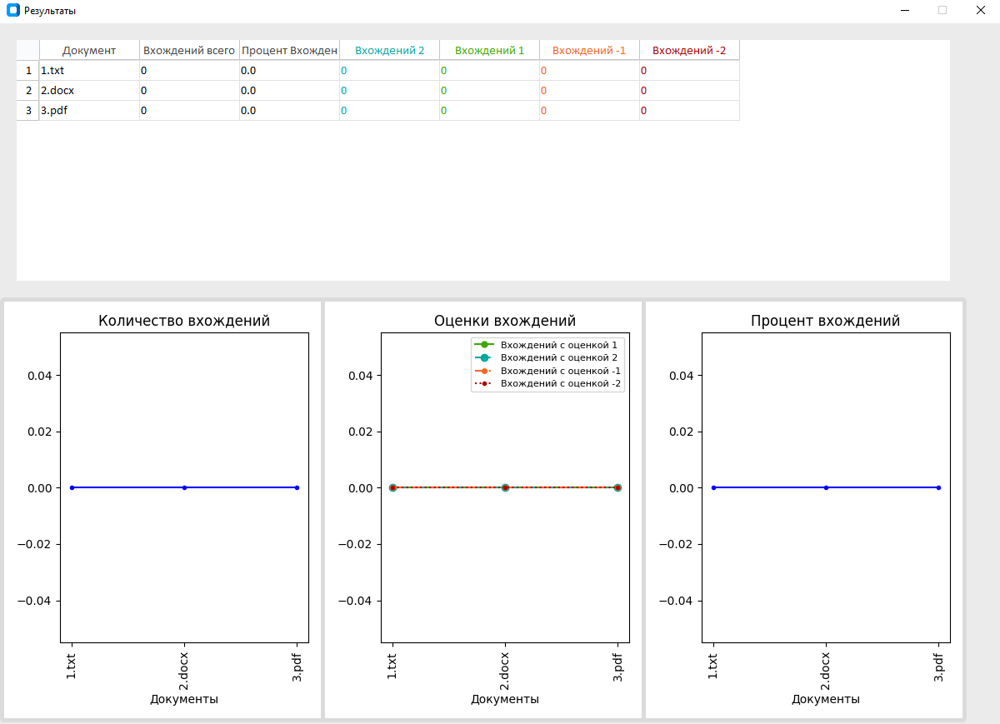 Результаты
Документ Вхождений всего Процент Вхожден Вхождений 2 Вхождений 1 Вхождений -1 Вхождений -2
1 1.txt 0 0.0 0 0 0 0
2 2.docx 0 0.0 0 0 0 0
3 3.pdf 0 0.0 0 0 0 0
Количество вхождений
0.04
0.02
0.00
−0.02
−0.04
1.txt
2.docx
3.pdf
Документы
Оценки вхождений
Вхождений с оценкой 1
Вхождений с оценкой 2
Вхождений с оценкой -1
Вхождений с оценкой -2
0.04
0.02
0.00
−0.02
−0.04
1.txt
2.docx
3.pdf
Документы
Процент вхождений
0.04
0.02
0.00
−0.02
−0.04
1.txt
2.docx
3.pdf
Документы